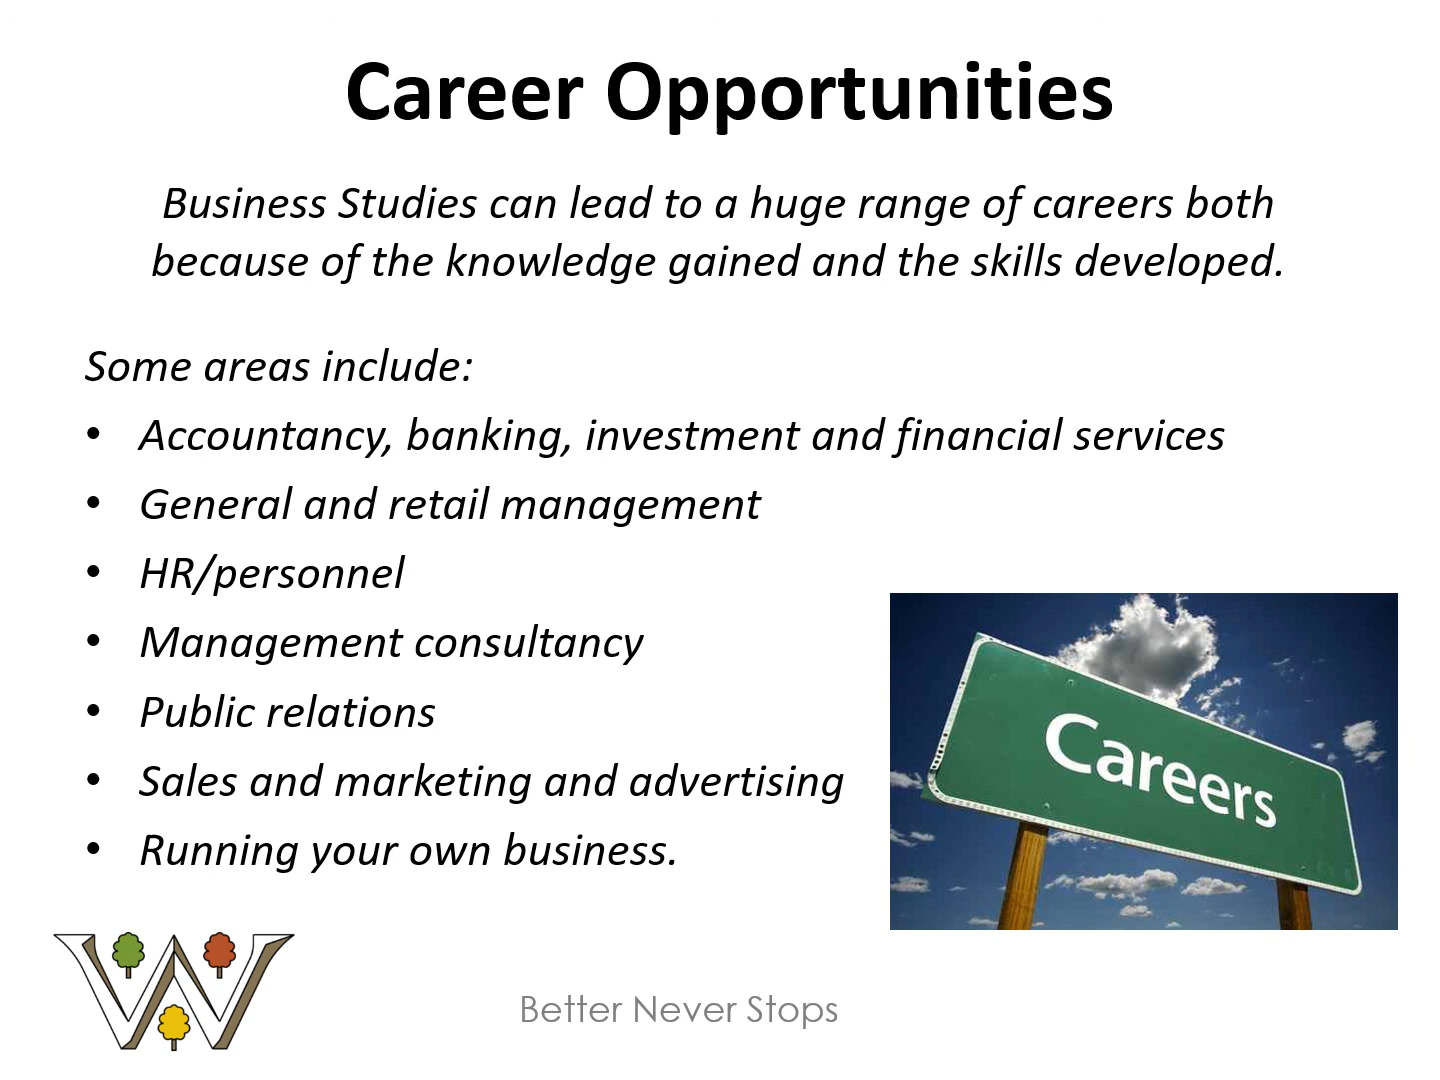 Career Opportunities
Business Studies can lead to a huge range of careers both
because of the knowledge gained and the skills developed.
Some areas include:
• Accountancy, banking, investment and financial services
• General and retail management
• HR/personnel
• Management consultancy
• Public relations
• Sales and marketing and advertising
• Running your own business.
Careers
W
Better Never Stops